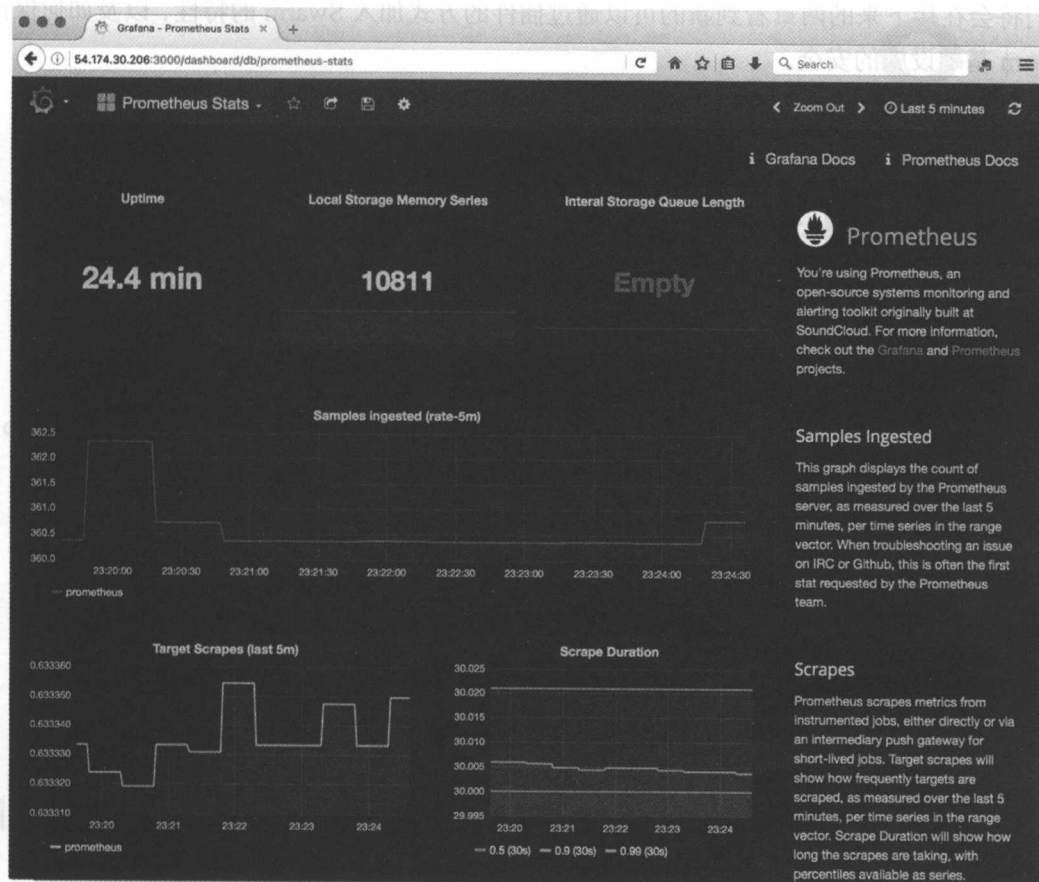 Grafana - Prometheus Stats
54.174.30.206:3000/dashboard/db/prometheus-stats
Search
Prometheus Stats
Zoom Out
Last 5 minutes
Grafana Docs
Prometheus Docs
Uptime
Local Storage Memory Series
Interal Storage Queue Length
24.4 min
10811
Empty
Prometheus
You're using Prometheus, an
open-source systems monitoring and
alerting toolkit originally built at
SoundCloud. For more information,
check out the Grafana and Prometheus
projects.
Samples ingested (rate-5m)
362.5
362.0
361.5
361.0
360.5
360.0
23:20:00 23:20:30 23:21:00 23:21:30 23:22:00 23:22:30 23:23:00 23:23:30 23:24:00 23:24:30
prometheus
Samples Ingested
This graph displays the count of
samples ingested by the Prometheus
server, as measured over the last 5
minutes, per time series in the range
vector. When troubleshooting an issue
on IRC or Github, this is often the first
stat requested by the Prometheus
team.
Target Scrapes (last 5m)
0.633360
0.633350
0.633340
0.633330
0.633320
0.633310
23:20 23:21 23:22 23:23 23:24
prometheus
Scrape Duration
30.025
30.020
30.015
30.010
30.005
30.000
29.995
23:20 23:21 23:22 23:23 23:24
0.5 (30s) 0.9 (30s) 0.99 (30s)
Scrapes
Prometheus scrapes metrics from
instrumented jobs, either directly or via
an intermediary push gateway for
short-lived jobs. Target scrapes will
show how frequently targets are
scraped, as measured over the last 5
minutes, per time series in the range
vector. Scrape Duration will show how
long the scrapes are taking, with
percentiles available as series.